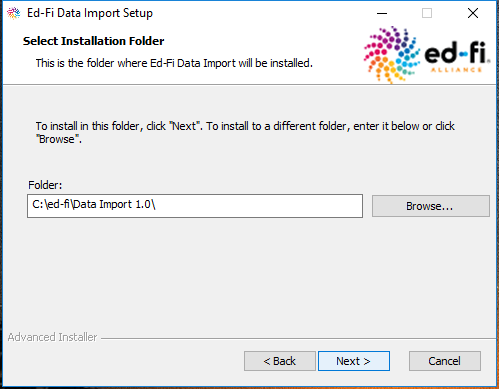 Ed-Fi Data Import Setup
Select Installation Folder
This is the folder where Ed-Fi Data Import will be installed.
ed-fi®
ALLIANCE
To install in this folder, click "Next". To install to a different folder, enter it below or click
"Browse".
Folder:
C:\ed-fi\Data Import 1.0\
Browse...
Advanced Installer
< Back
Next >
Cancel